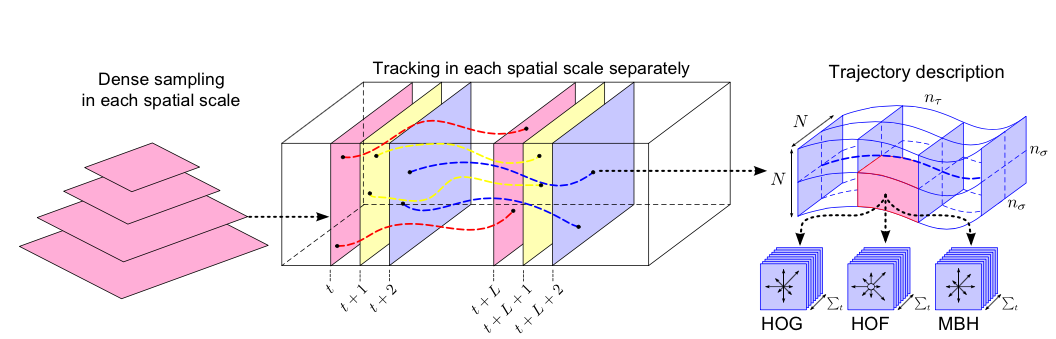 Dense sampling
in each spatial scale
Tracking in each spatial scale separately
t
t + 1
t + 2
t + L
t + L + 1
t + L + 2
Trajectory description
n_τ
N
N
n_σ
n_σ
Σ_t
Σ_t
Σ_t
HOG
HOF
MBH